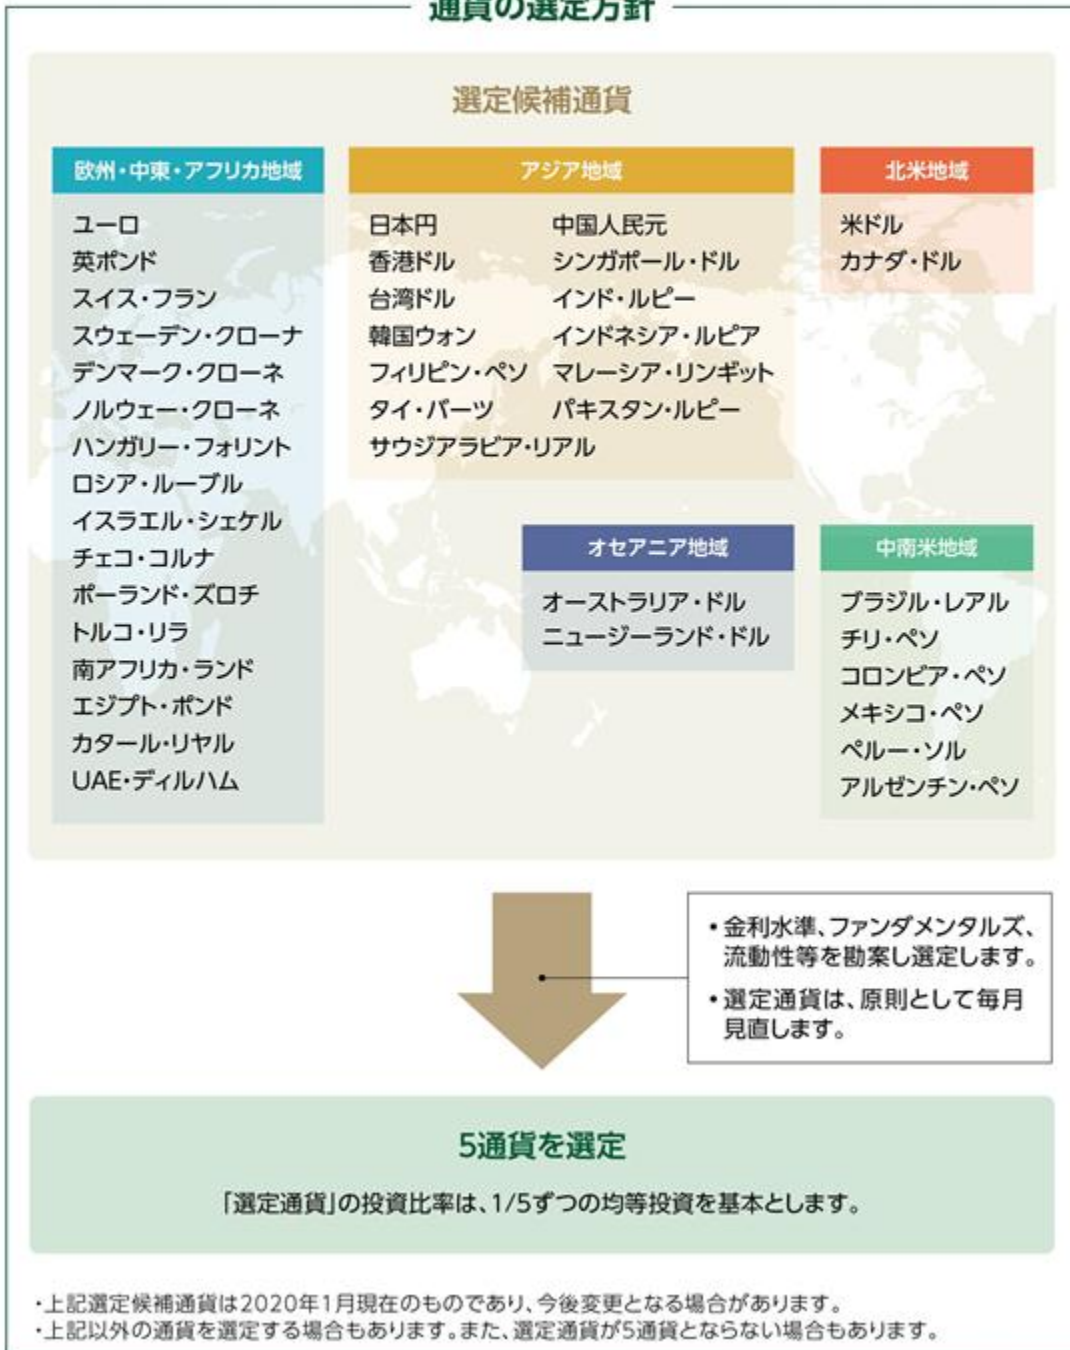 通貨の選定方針
選定候補通貨
欧州・中東・アフリカ地域
ユーロ
英ポンド
スイス・フラン
スウェーデン・クローナ
デンマーク・クローネ
ノルウェー・クローネ
ハンガリー・フォリント
ロシア・ルーブル
イスラエル・シェケル
チェコ・コルナ
ポーランド・ズロチ
トルコ・リラ
南アフリカ・ランド
エジプト・ポンド
カタール・リヤル
UAE・ディルハム
アジア地域
日本円 中国人民元
香港ドル シンガポール・ドル
台湾ドル インド・ルピー
韓国ウォン インドネシア・ルピア
フィリピン・ペソ マレーシア・リンギット
タイ・バーツ パキスタン・ルピー
サウジアラビア・リアル
北米地域
米ドル
カナダ・ドル
オセアニア地域
オーストラリア・ドル
ニュージーランド・ドル
中南米地域
ブラジル・レアル
チリ・ペソ
コロンビア・ペソ
メキシコ・ペソ
ペルー・ソル
アルゼンチン・ペソ
・金利水準、ファンダメンタルズ、
流動性等を勘案し選定します。
・選定通貨は、原則として毎月
見直します。
5通貨を選定
「選定通貨」の投資比率は、1/5ずつの均等投資を基本とします。
・上記選定候補通貨は2020年1月現在のものであり、今後変更となる場合があります。
・上記以外の通貨を選定する場合もあります。また、選定通貨が5通貨とならない場合もあります。